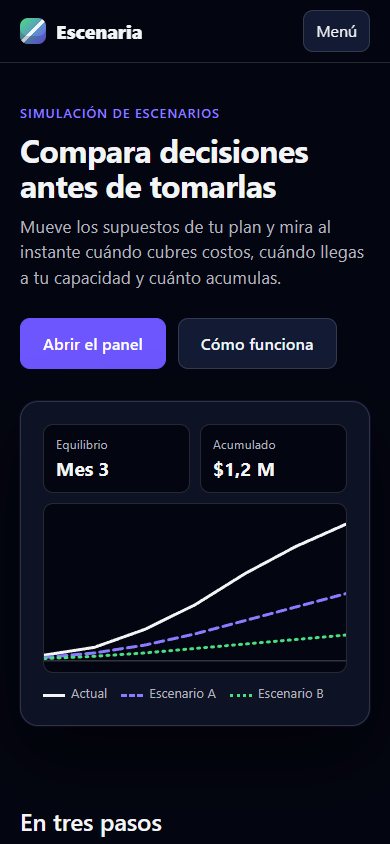 Escenaria
Menú
SIMULACIÓN DE ESCENARIOS
Compara decisiones
antes de tomarlas
Mueve los supuestos de tu plan y mira al
instante cuándo cubres costos, cuándo llegas
a tu capacidad y cuánto acumulas.
Abrir el panel
Cómo funciona
Equilibrio
Mes 3
Acumulado
$1,2 M
Actual
Escenario A
Escenario B
En tres pasos